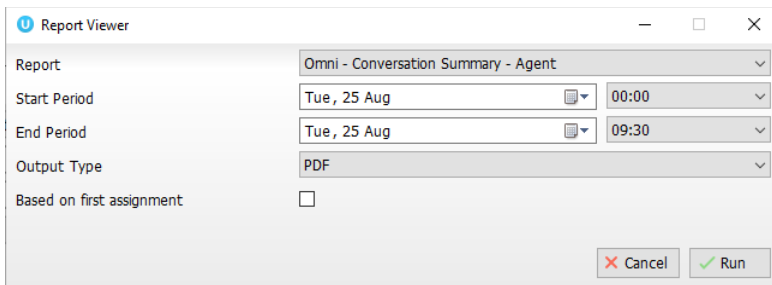 U Report Viewer
Report Omni - Conversation Summary - Agent
Start Period Tue, 25 Aug 00:00
End Period Tue, 25 Aug 09:30
Output Type PDF
Based on first assignment
Cancel Run